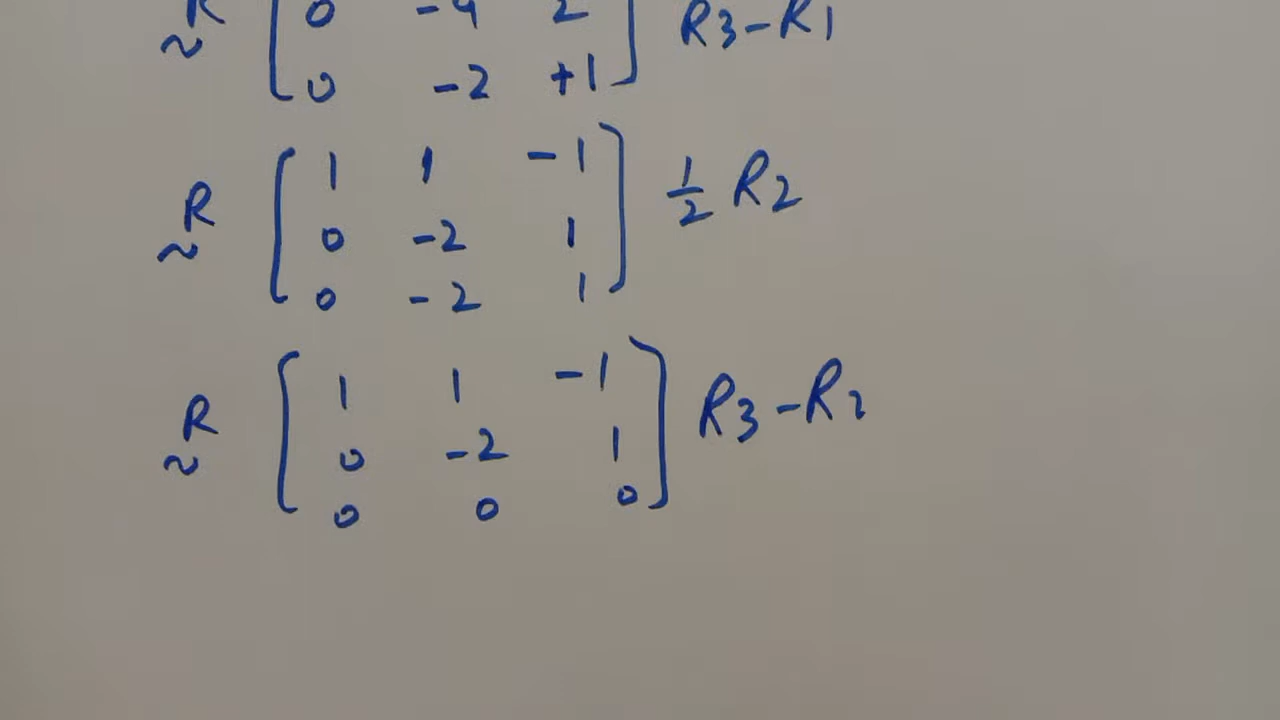 R [ 0 -4 2 ] R3-R1
~ 0 -2 +1
1 1 -1
R 0 -2 1 ½ R2
~ 0 -2 1
1 1 -1
R 0 -2 1 R3-R2
~ 0 0 0